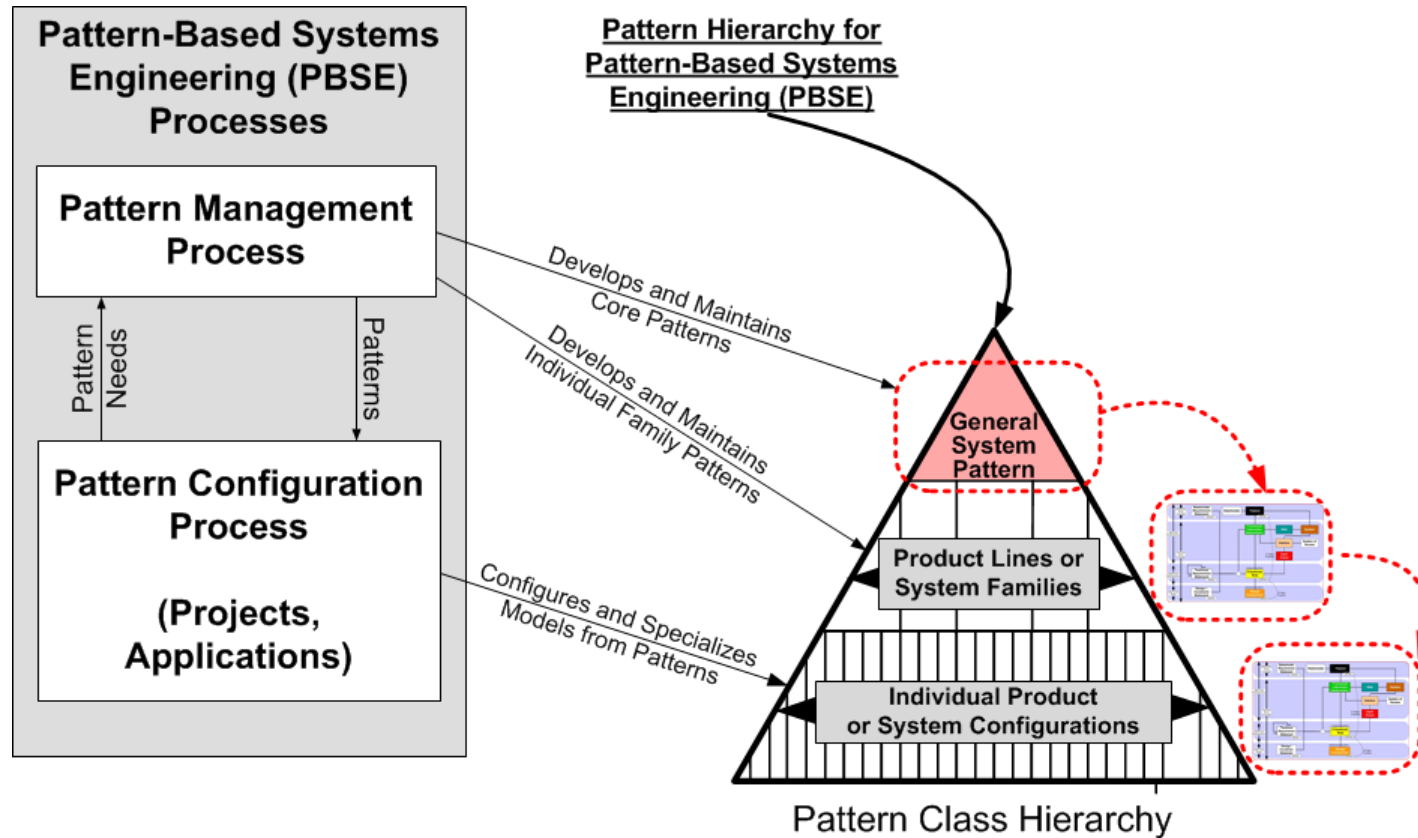 Pattern-Based Systems
Engineering (PBSE)
Processes
Pattern Management
Process
Pattern
Needs
Patterns
Pattern Configuration
Process
(Projects,
Applications)
Pattern Hierarchy for
Pattern-Based Systems
Engineering (PBSE)
Develops and Maintains
Core Patterns
Develops and Maintains
Individual Family Patterns
Configures and Specializes
Models from Patterns
General
System
Pattern
Product Lines or
System Families
Individual Product
or System Configurations
Pattern Class Hierarchy